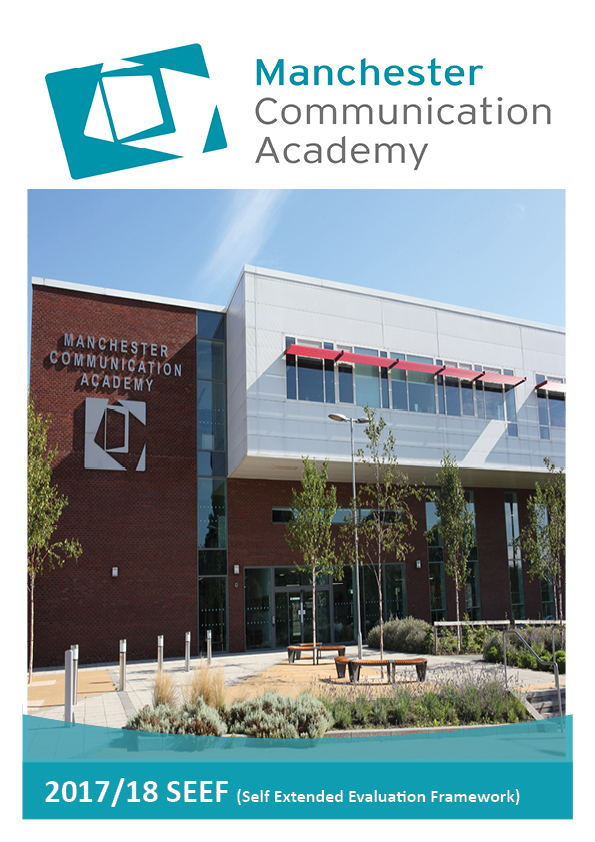 Manchester
Communication
Academy
MANCHESTER
COMMUNICATION
ACADEMY
2017/18 SEEF (Self Extended Evaluation Framework)